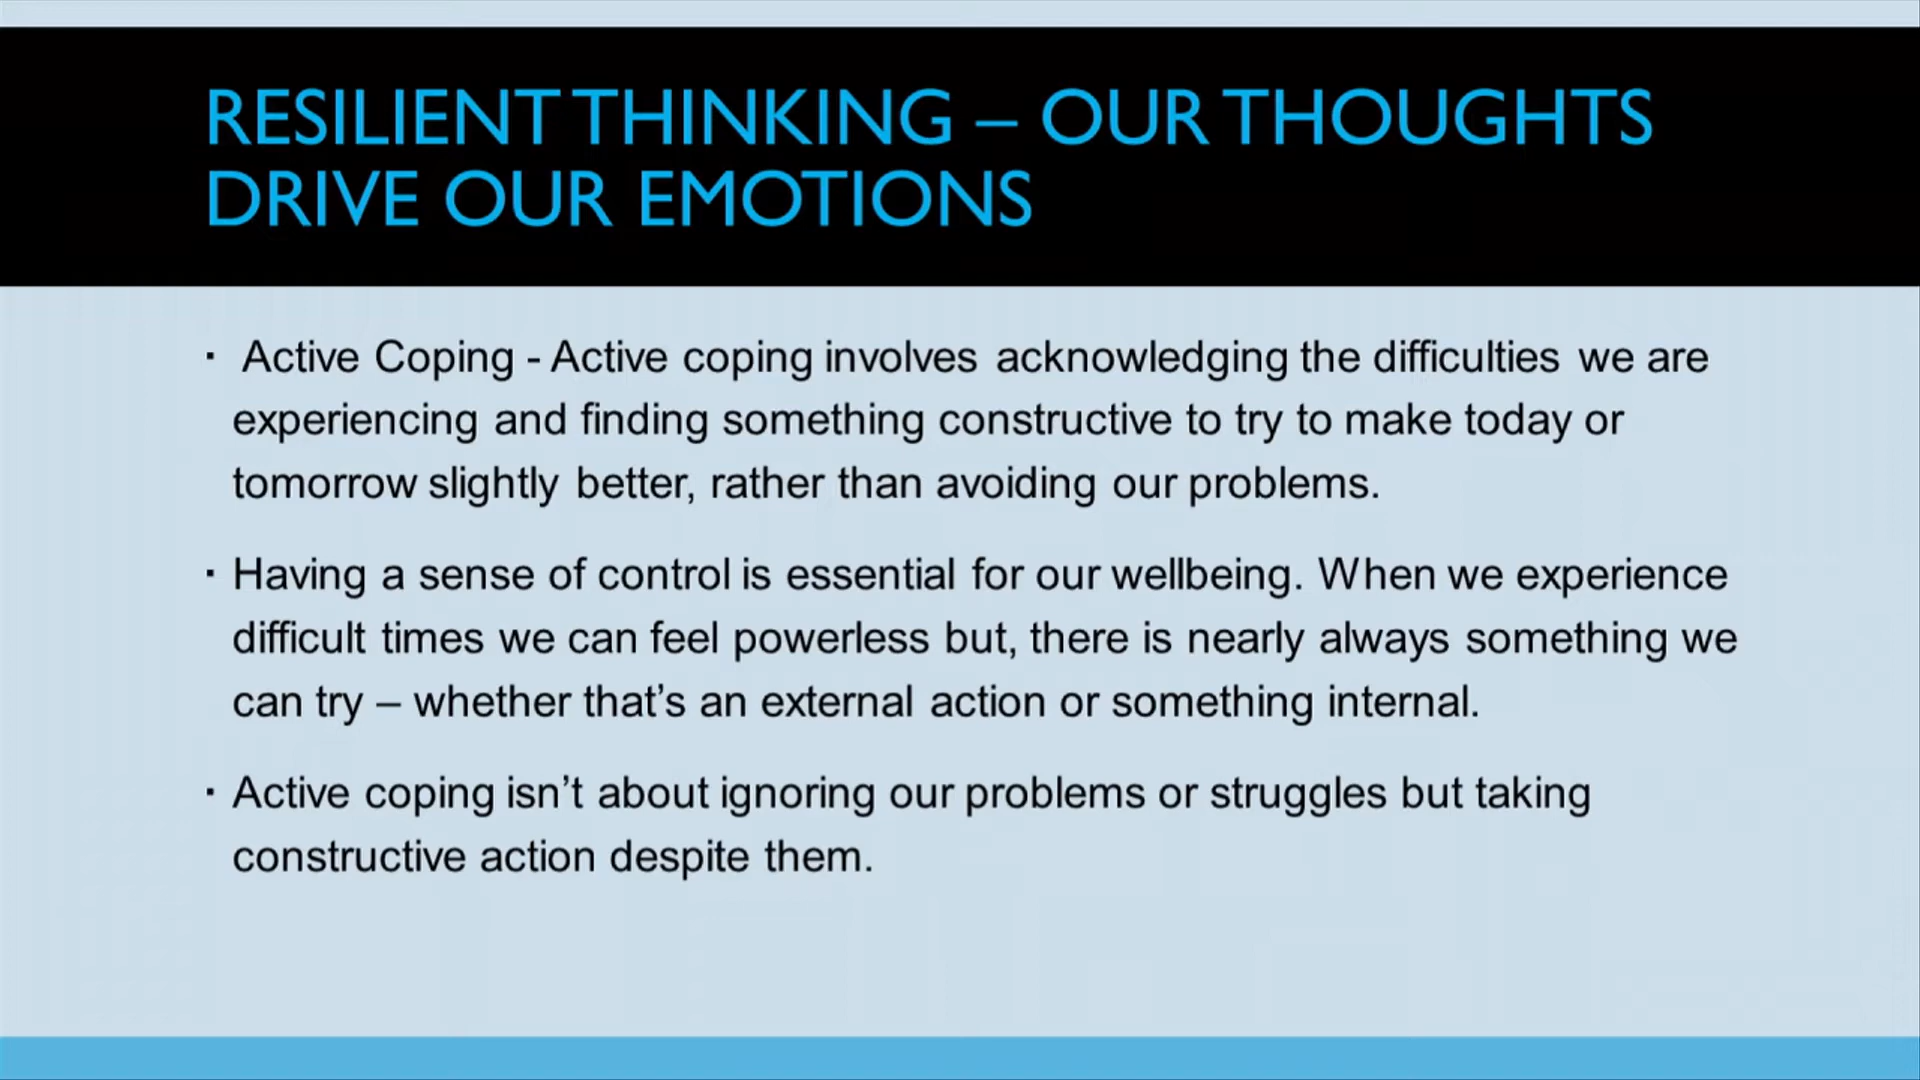 RESILIENT THINKING – OUR THOUGHTS
DRIVE OUR EMOTIONS
▪ Active Coping - Active coping involves acknowledging the difficulties we are
experiencing and finding something constructive to try to make today or
tomorrow slightly better, rather than avoiding our problems.
▪ Having a sense of control is essential for our wellbeing. When we experience
difficult times we can feel powerless but, there is nearly always something we
can try – whether that’s an external action or something internal.
▪ Active coping isn’t about ignoring our problems or struggles but taking
constructive action despite them.